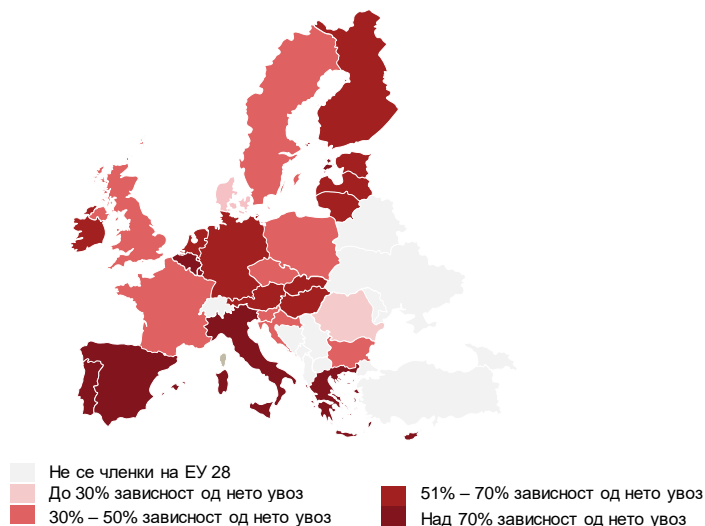 Не се членки на ЕУ 28
До 30% зависност од нето увоз
30% – 50% зависност од нето увоз
51% – 70% зависност од нето увоз
Над 70% зависност од нето увоз